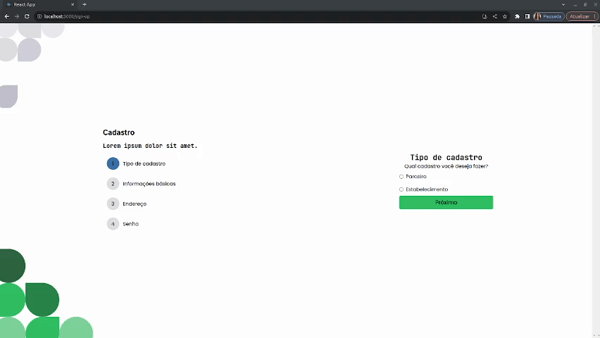 React App
localhost:3000/sign-up
Pausada
Atualizar
Cadastro
Lorem ipsum dolor sit amet.
1 Tipo de cadastro
2 Informações básicas
3 Endereço
4 Senha
Tipo de cadastro
Qual cadastro você deseja fazer?
Parceiro
Estabelecimento
Próximo